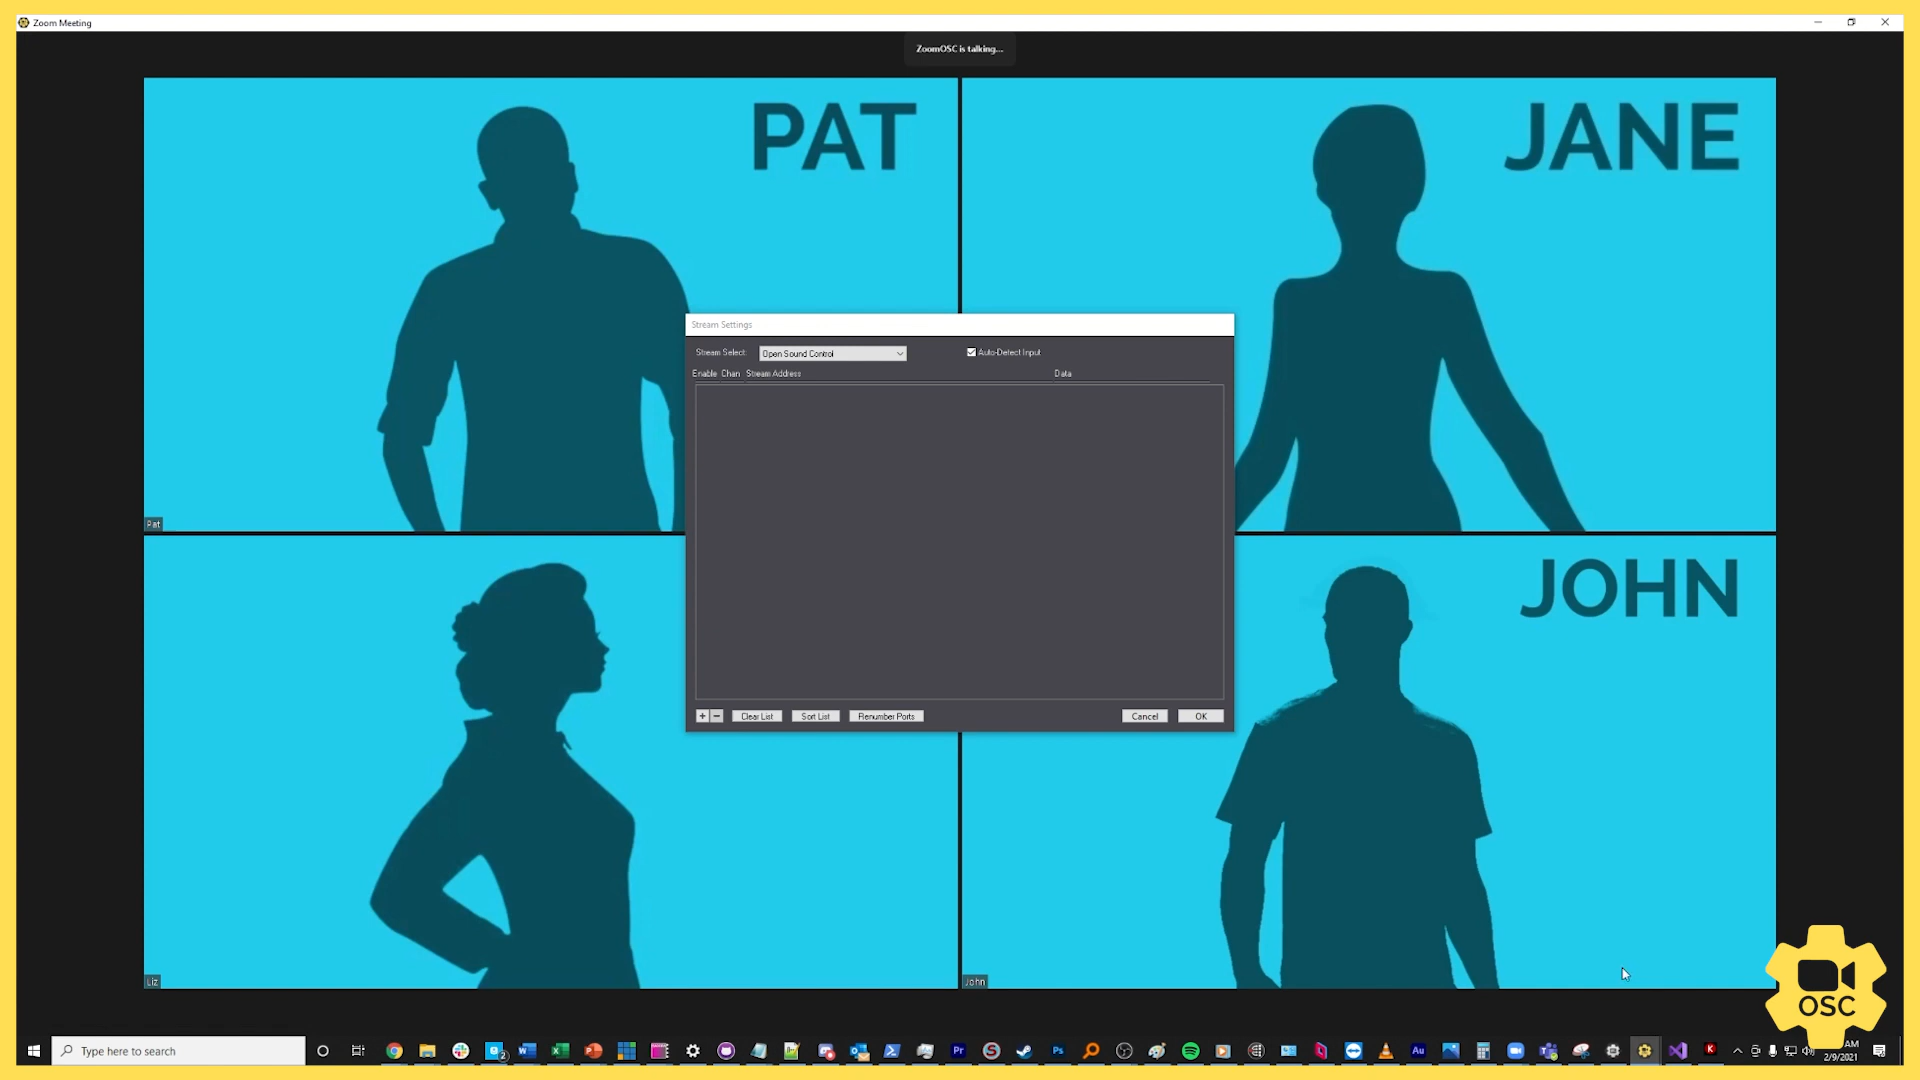 Zoom Meeting
ZoomOSC is talking...
PAT
JANE
Stream Settings
Stream Select: Open Sound Control Auto-Detect Input
Enable Chan Stream Address Data
Pat
JOHN
+ − Clear List Sort List Renumber Ports Cancel OK
Liz
John
OSC
Type here to search
AM
2/9/2021